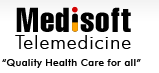 Medisoft
Telemedicine
“Quality Health Care for all”